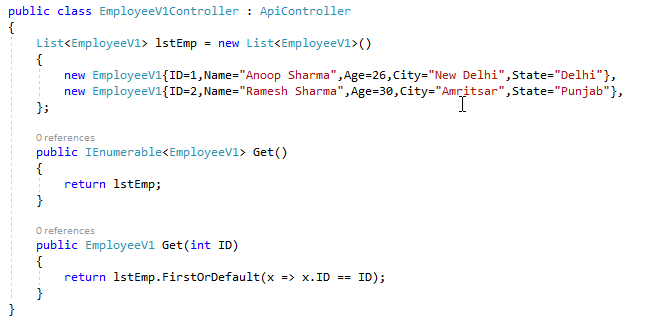 public class EmployeeV1Controller : ApiController
{
    List<EmployeeV1> lstEmp = new List<EmployeeV1>()
    {
        new EmployeeV1{ID=1,Name="Anoop Sharma",Age=26,City="New Delhi",State="Delhi"},
        new EmployeeV1{ID=2,Name="Ramesh Sharma",Age=30,City="Amritsar",State="Punjab"},
    };
    0 references
    public IEnumerable<EmployeeV1> Get()
    {
        return lstEmp;
    }
    0 references
    public EmployeeV1 Get(int ID)
    {
        return lstEmp.FirstOrDefault(x => x.ID == ID);
    }
}